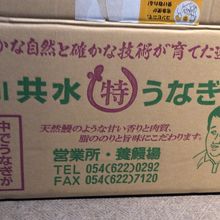 かな自然と確かな技術が育てた
共水 特 うなぎ
天然鰻のような甘い香りと肉質、
脂ののりと旨味にこだわります。
営業所・養鰻場
TEL 054(622)0292
FAX 054(622)7120
中でうなぎが